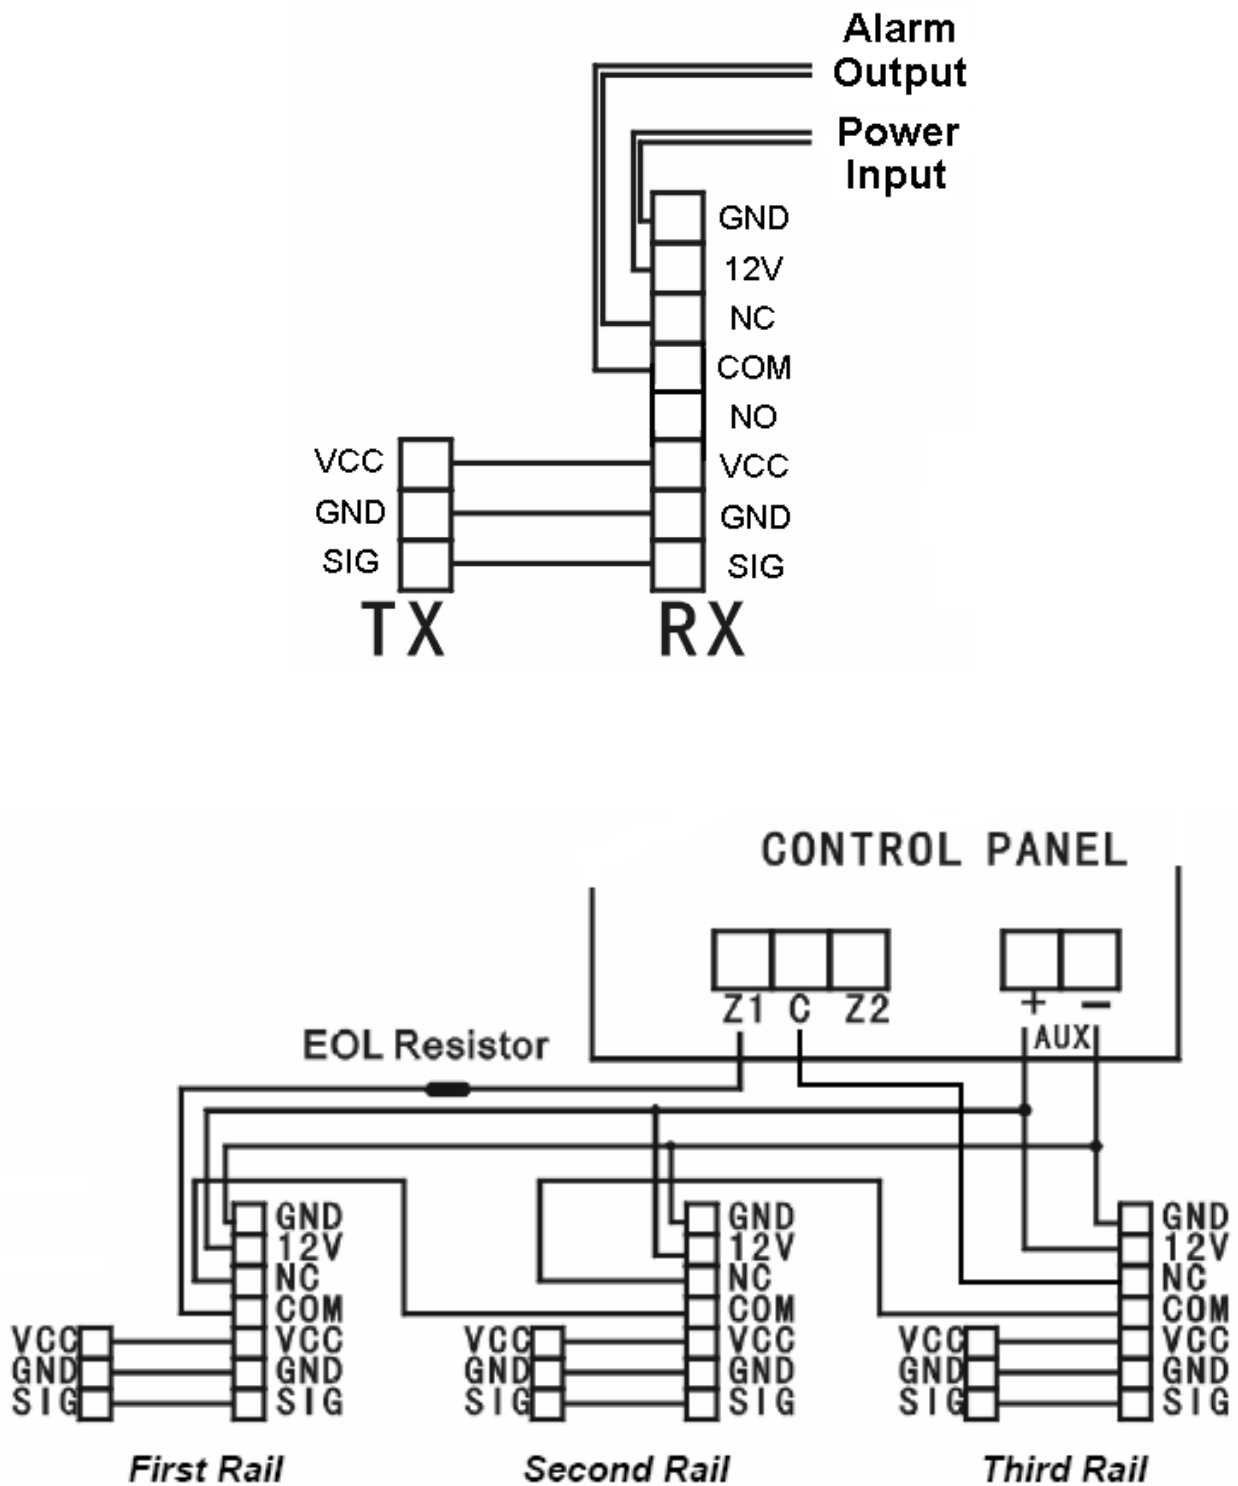 Alarm
Output
Power
Input
GND
12V
NC
COM
NO
VCC VCC
GND GND
SIG SIG
TX RX
CONTROL PANEL
Z1 C Z2 + −
AUX
EOL Resistor
GND GND GND
12V 12V 12V
NC NC NC
COM COM COM
VCC VCC VCC VCC VCC VCC
GND GND GND GND GND GND
SIG SIG SIG SIG SIG SIG
First Rail Second Rail Third Rail